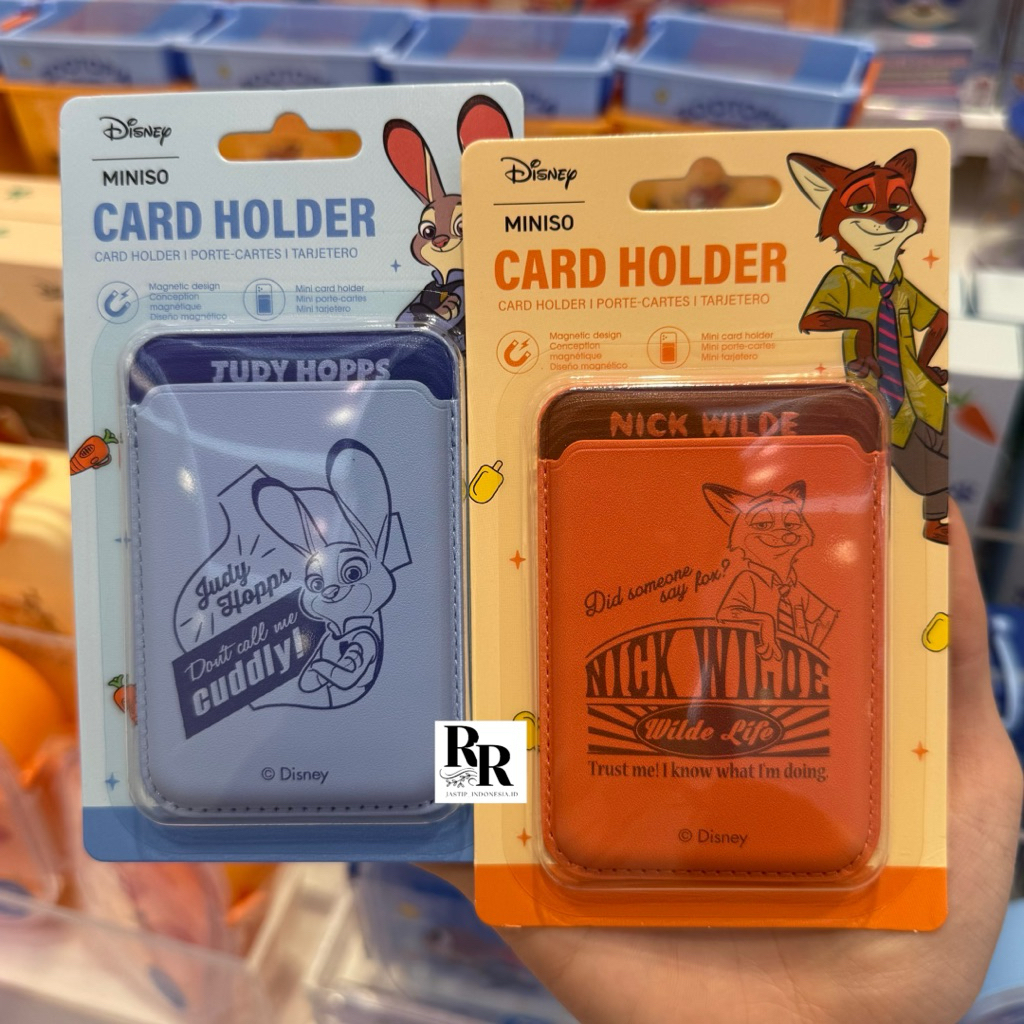 Disney
MINISO
CARD HOLDER
CARD HOLDER I PORTE-CARTES I TARJETERO
Magnetic design
Conception
magnétique
Diseño magnético
Mini card holder
Mini porte-cartes
Mini tarjetero
JUDY HOPPS
Judy
Hopps
Don't call me
cuddly!
© Disney
Disney
MINISO
CARD HOLDER
CARD HOLDER I PORTE-CARTES I TARJETERO
Magnetic design
Conception
magnétique
Diseño magnético
Mini card holder
Mini porte-cartes
Mini tarjetero
NICK WILDE
Did someone
say fox?
NICK WILDE
Wilde Life
Trust me! I know what I'm doing.
© Disney
RR
JASTIP_INDONESIA.ID